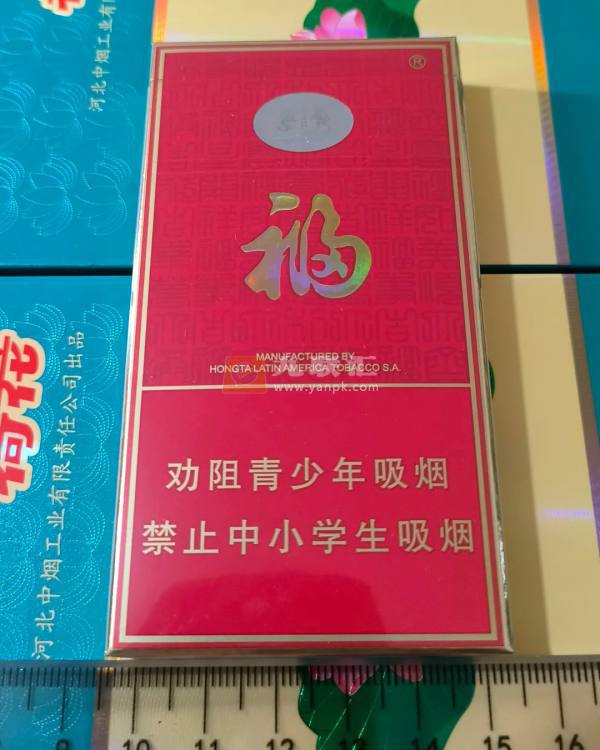 河北中烟工业有
®
福
MANUFACTURED BY
HONGTA LATIN AMERICA TOBACCO S.A.
www.yanpk.com
劝阻青少年吸烟
禁止中小学生吸烟
荷花
河北中烟工业有限责任公司出品
9 10 11 12 13 14 15 16